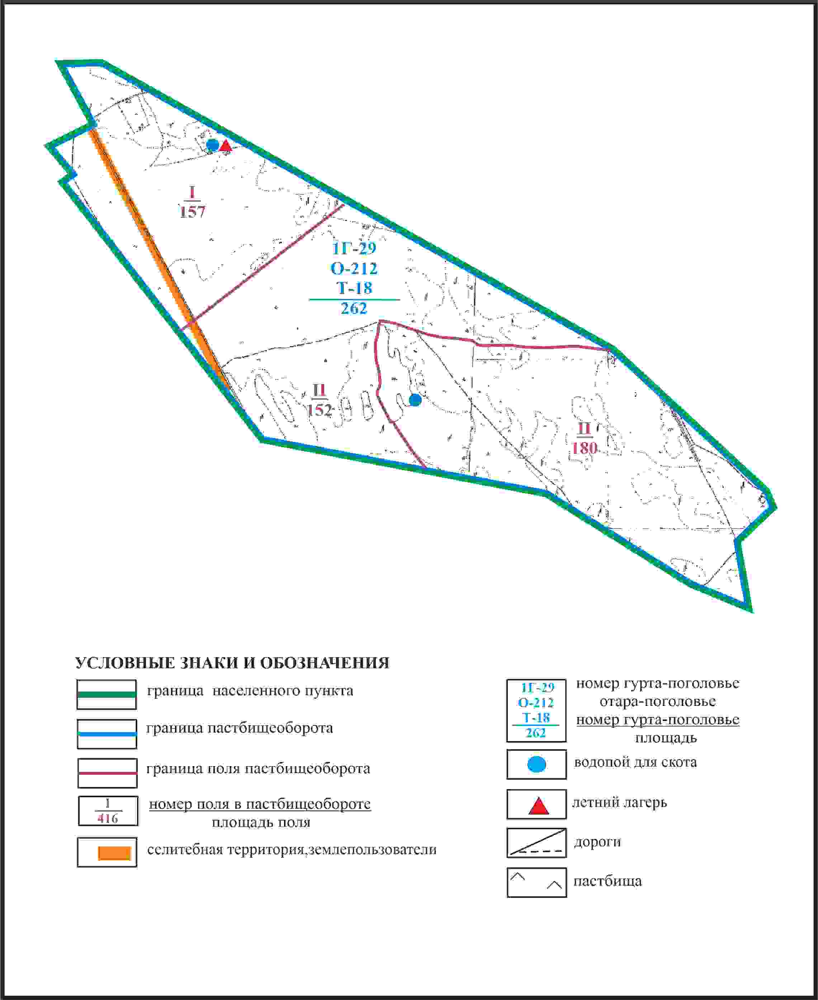 I
157
1Г-29
О-212
Т-18
262
II
152
II
180
УСЛОВНЫЕ ЗНАКИ И ОБОЗНАЧЕНИЯ
граница населенного пункта
граница пастбищеоборота
граница поля пастбищеоборота
I
416
номер поля в пастбищеобороте
площадь поля
селитебная территория,землепользователи
1Г-29
О-212
Т-18
262
номер гурта-поголовье
отара-поголовье
номер гурта-поголовье
площадь
водопой для скота
летний лагерь
дороги
пастбища